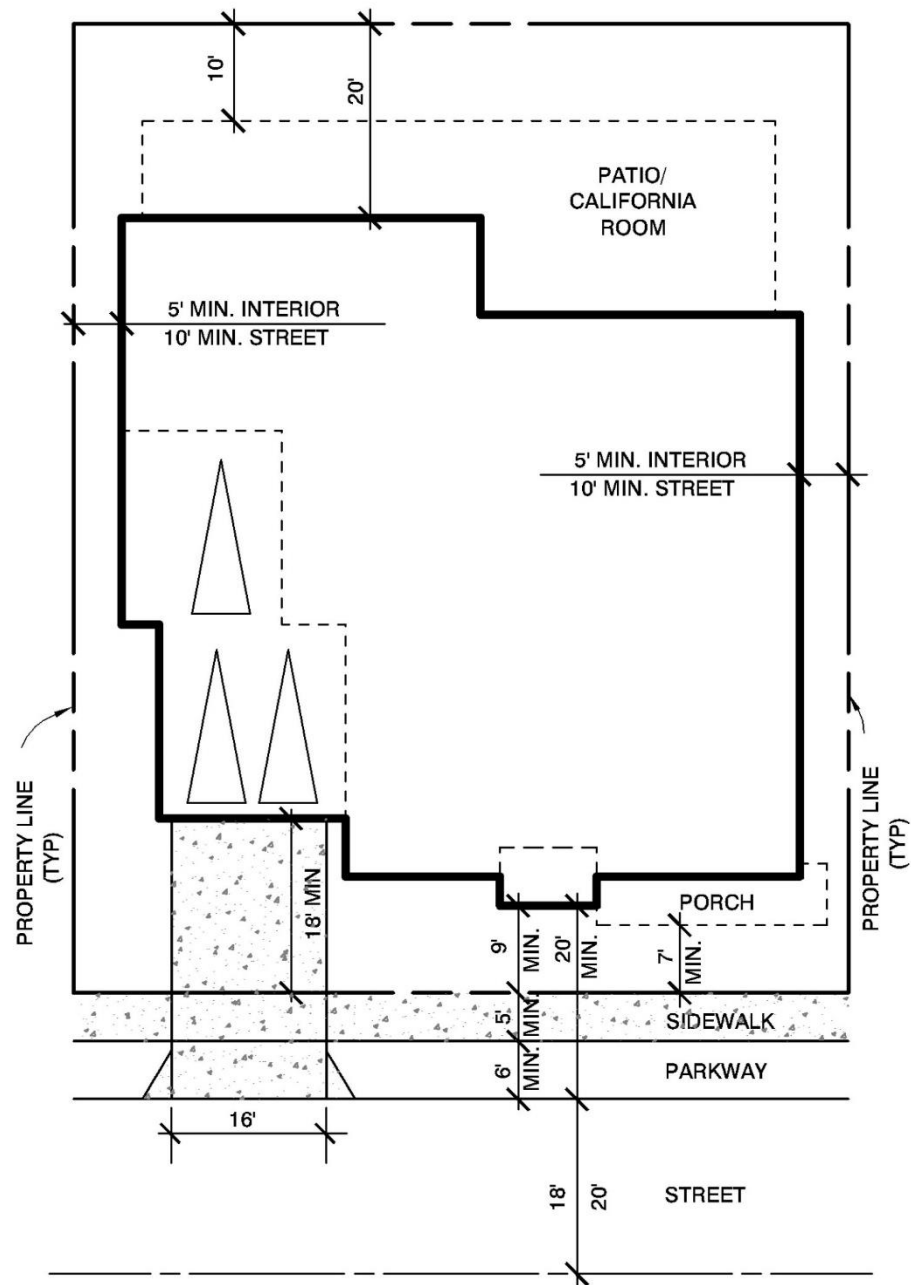 10'
20'
PATIO/
CALIFORNIA
ROOM
5' MIN. INTERIOR
10' MIN. STREET
5' MIN. INTERIOR
10' MIN. STREET
PROPERTY LINE
(TYP)
PROPERTY LINE
(TYP)
18' MIN
PORCH
9'
MIN.
20'
MIN.
7'
MIN.
5'
MIN.
SIDEWALK
6'
MIN.
PARKWAY
16'
18'
20'
STREET